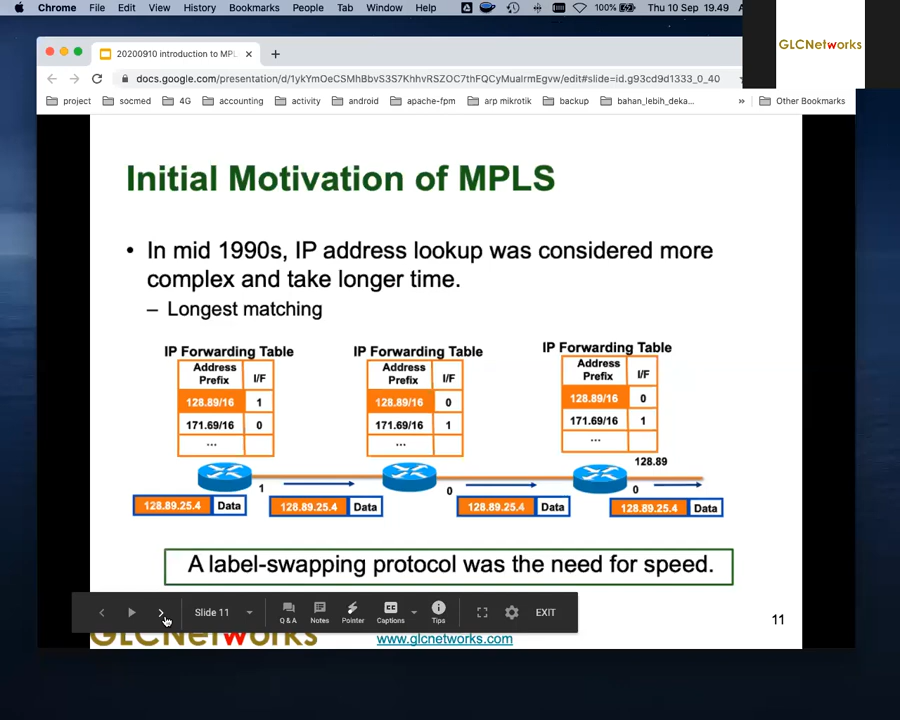 Chrome File Edit View History Bookmarks People Tab Window Help 100% Thu 10 Sep 19.49
GLCNetworks
20200910 introduction to MPL
docs.google.com/presentation/d/1ykYmOeCSMhBbvS3S7KhhvRSZOC7thFQCyMualrmEgvw/edit#slide=id.g93cd9d1333_0_40
project socmed 4G accounting activity android apache-fpm arp mikrotik backup bahan_lebih_deka... » Other Bookmarks
Initial Motivation of MPLS
• In mid 1990s, IP address lookup was considered more
complex and take longer time.
– Longest matching
IP Forwarding Table IP Forwarding Table IP Forwarding Table
Address Prefix I/F Address Prefix I/F Address Prefix I/F
128.89/16 1 128.89/16 0 128.89/16 0
171.69/16 0 171.69/16 1 171.69/16 1
... ... ...
128.89
1 0 0
128.89.25.4 Data 128.89.25.4 Data 128.89.25.4 Data 128.89.25.4 Data
A label-swapping protocol was the need for speed.
Slide 11 Q & A Notes Pointer Captions Tips EXIT
11
GLCNetworks www.glcnetworks.com